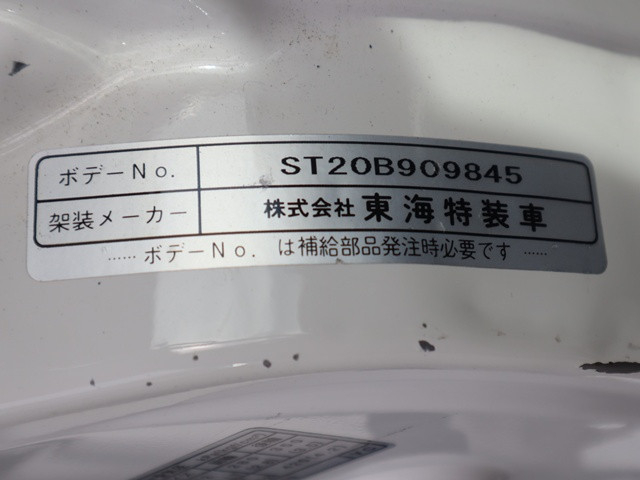 ボデーNo. ST20B909845
架装メーカー 株式会社 東海特装車
……ボデーNo. は補給部品発注時必要です……